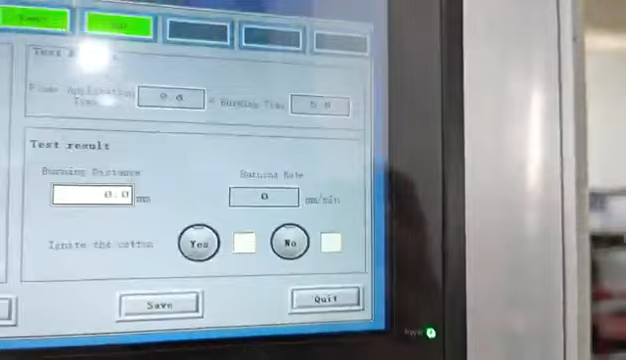 Flame Application Time
Burning Time
Test result
Burning Distance
0.0 mm
Burning Rate
0 mm/min
Ignite the cotton Yes No
Save
Quit